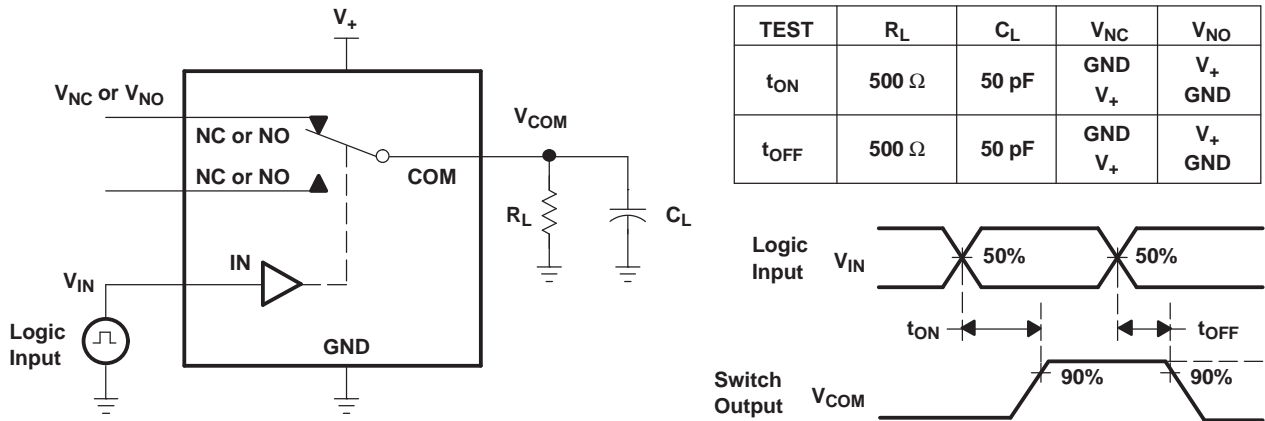 V+
VNC or VNO
NC or NO
NC or NO
VCOM
COM
RL
CL
IN
VIN
Logic
Input
GND
TEST RL CL VNC VNO
tON 500 Ω 50 pF GND V+
V+ GND
tOFF 500 Ω 50 pF GND V+
V+ GND
Logic
Input
VIN
50% 50%
tON tOFF
Switch
Output
VCOM
90% 90%